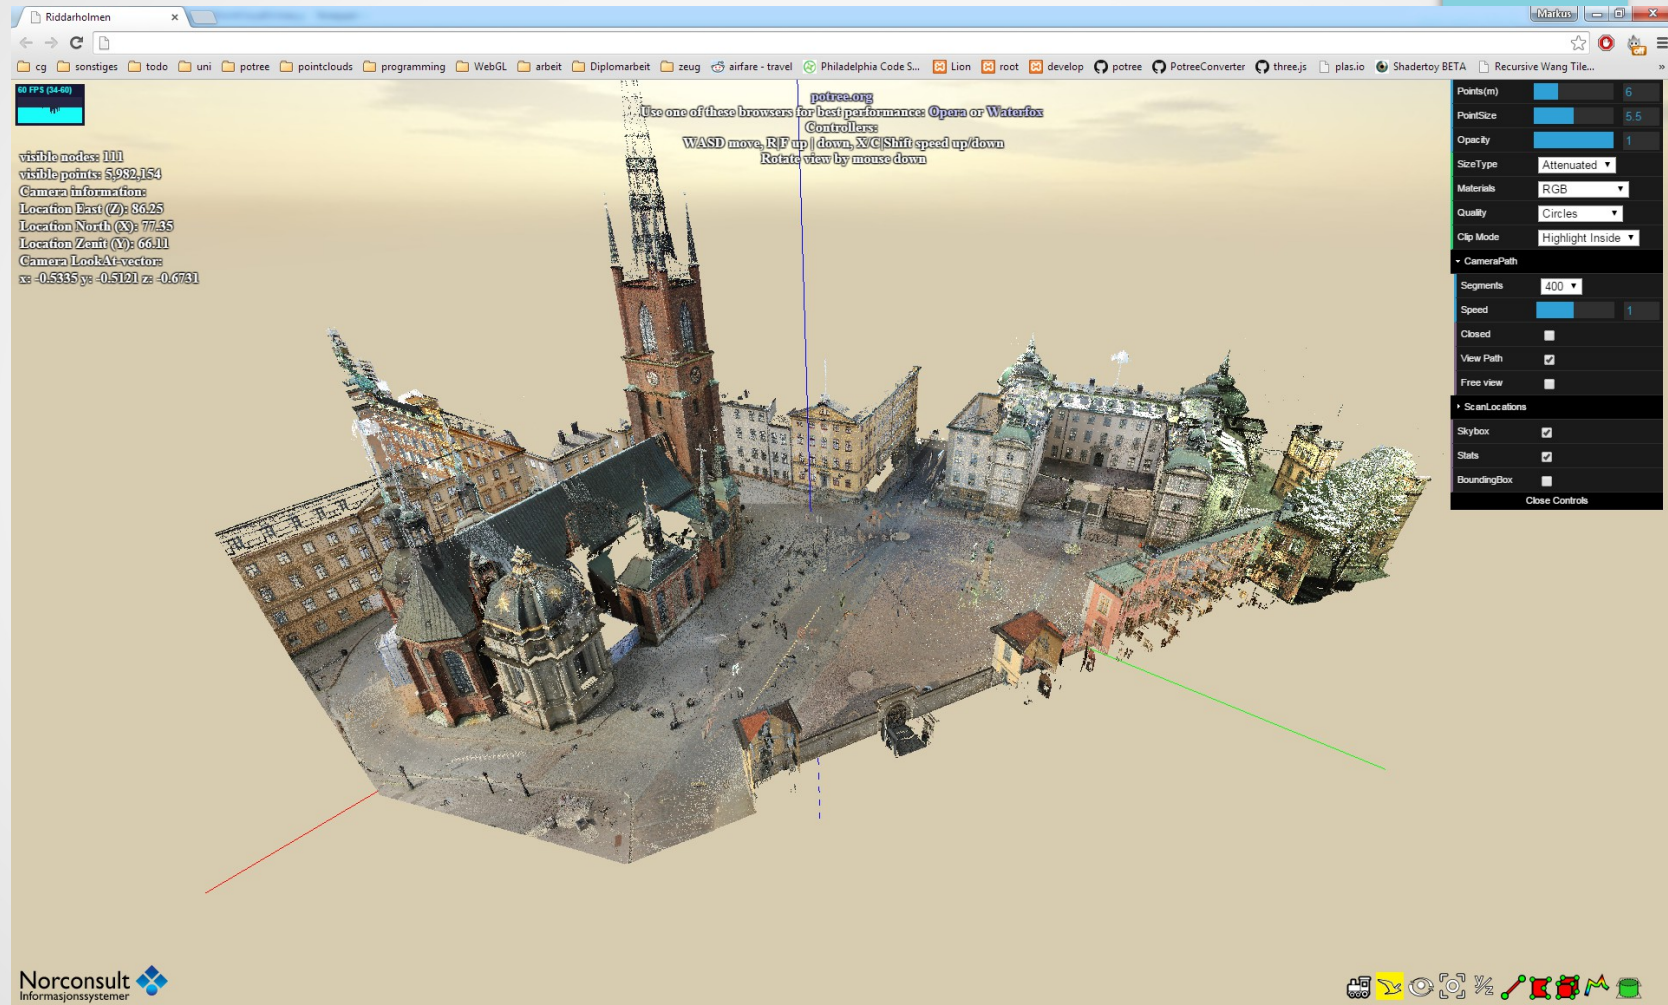 Riddarholmen
Markus
cg sonstiges todo uni potree pointclouds programming WebGL arbeit Diplomarbeit zeug airfare - travel Philadelphia Code S... Lion root develop potree PotreeConverter three.js plas.io Shadertoy BETA Recursive Wang Tile... »
60 FPS (34-60)
potree.org
Use one of these browsers for best performance: Opera or Waterfox
Controllers:
WASD move, R|F up | down, X/C|Shift speed up/down
Rotate view by mouse down
visible nodes: 111
visible points: 5,982,154
Camera information:
Location East (Z): 86.25
Location North (X): 77.35
Location Zenit (Y): 66.11
Camera LookAt-vector:
x: -0.5335 y: -0.5121 z: -0.6731
Points(m) 6
PointSize 5.5
Opacity 1
SizeType Attenuated
Materials RGB
Quality Circles
Clip Mode Highlight Inside
CameraPath
Segments 400
Speed 1
Closed
View Path
Free view
ScanLocations
Skybox
Stats
BoundingBox
Close Controls
Norconsult
Informasjonssystemer
off
Y/Z